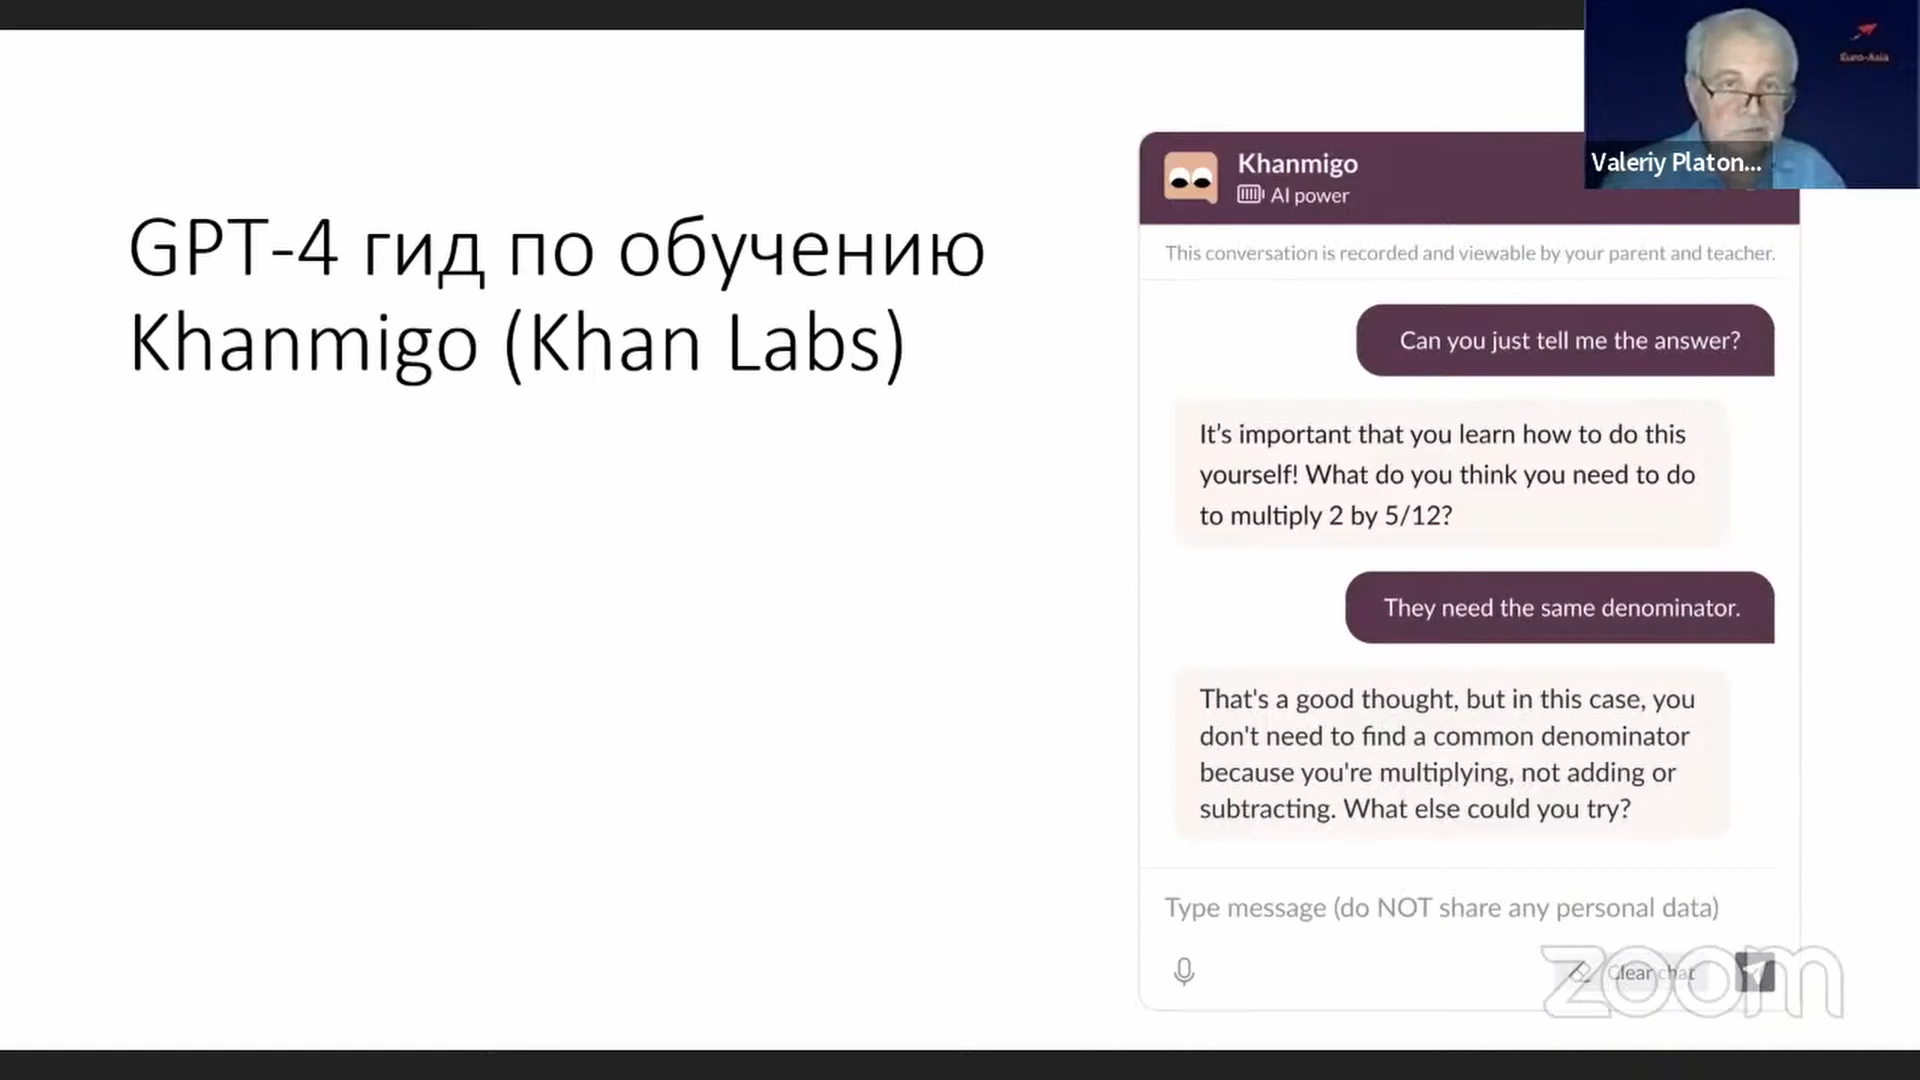 Euro-Asia
Valeriy Platon...
GPT-4 гид по обучению
Khanmigo (Khan Labs)
Khanmigo
AI power
This conversation is recorded and viewable by your parent and teacher.
Can you just tell me the answer?
It's important that you learn how to do this
yourself! What do you think you need to do
to multiply 2 by 5/12?
They need the same denominator.
That's a good thought, but in this case, you
don't need to find a common denominator
because you're multiplying, not adding or
subtracting. What else could you try?
Type message (do NOT share any personal data)
Clear chat
zoom